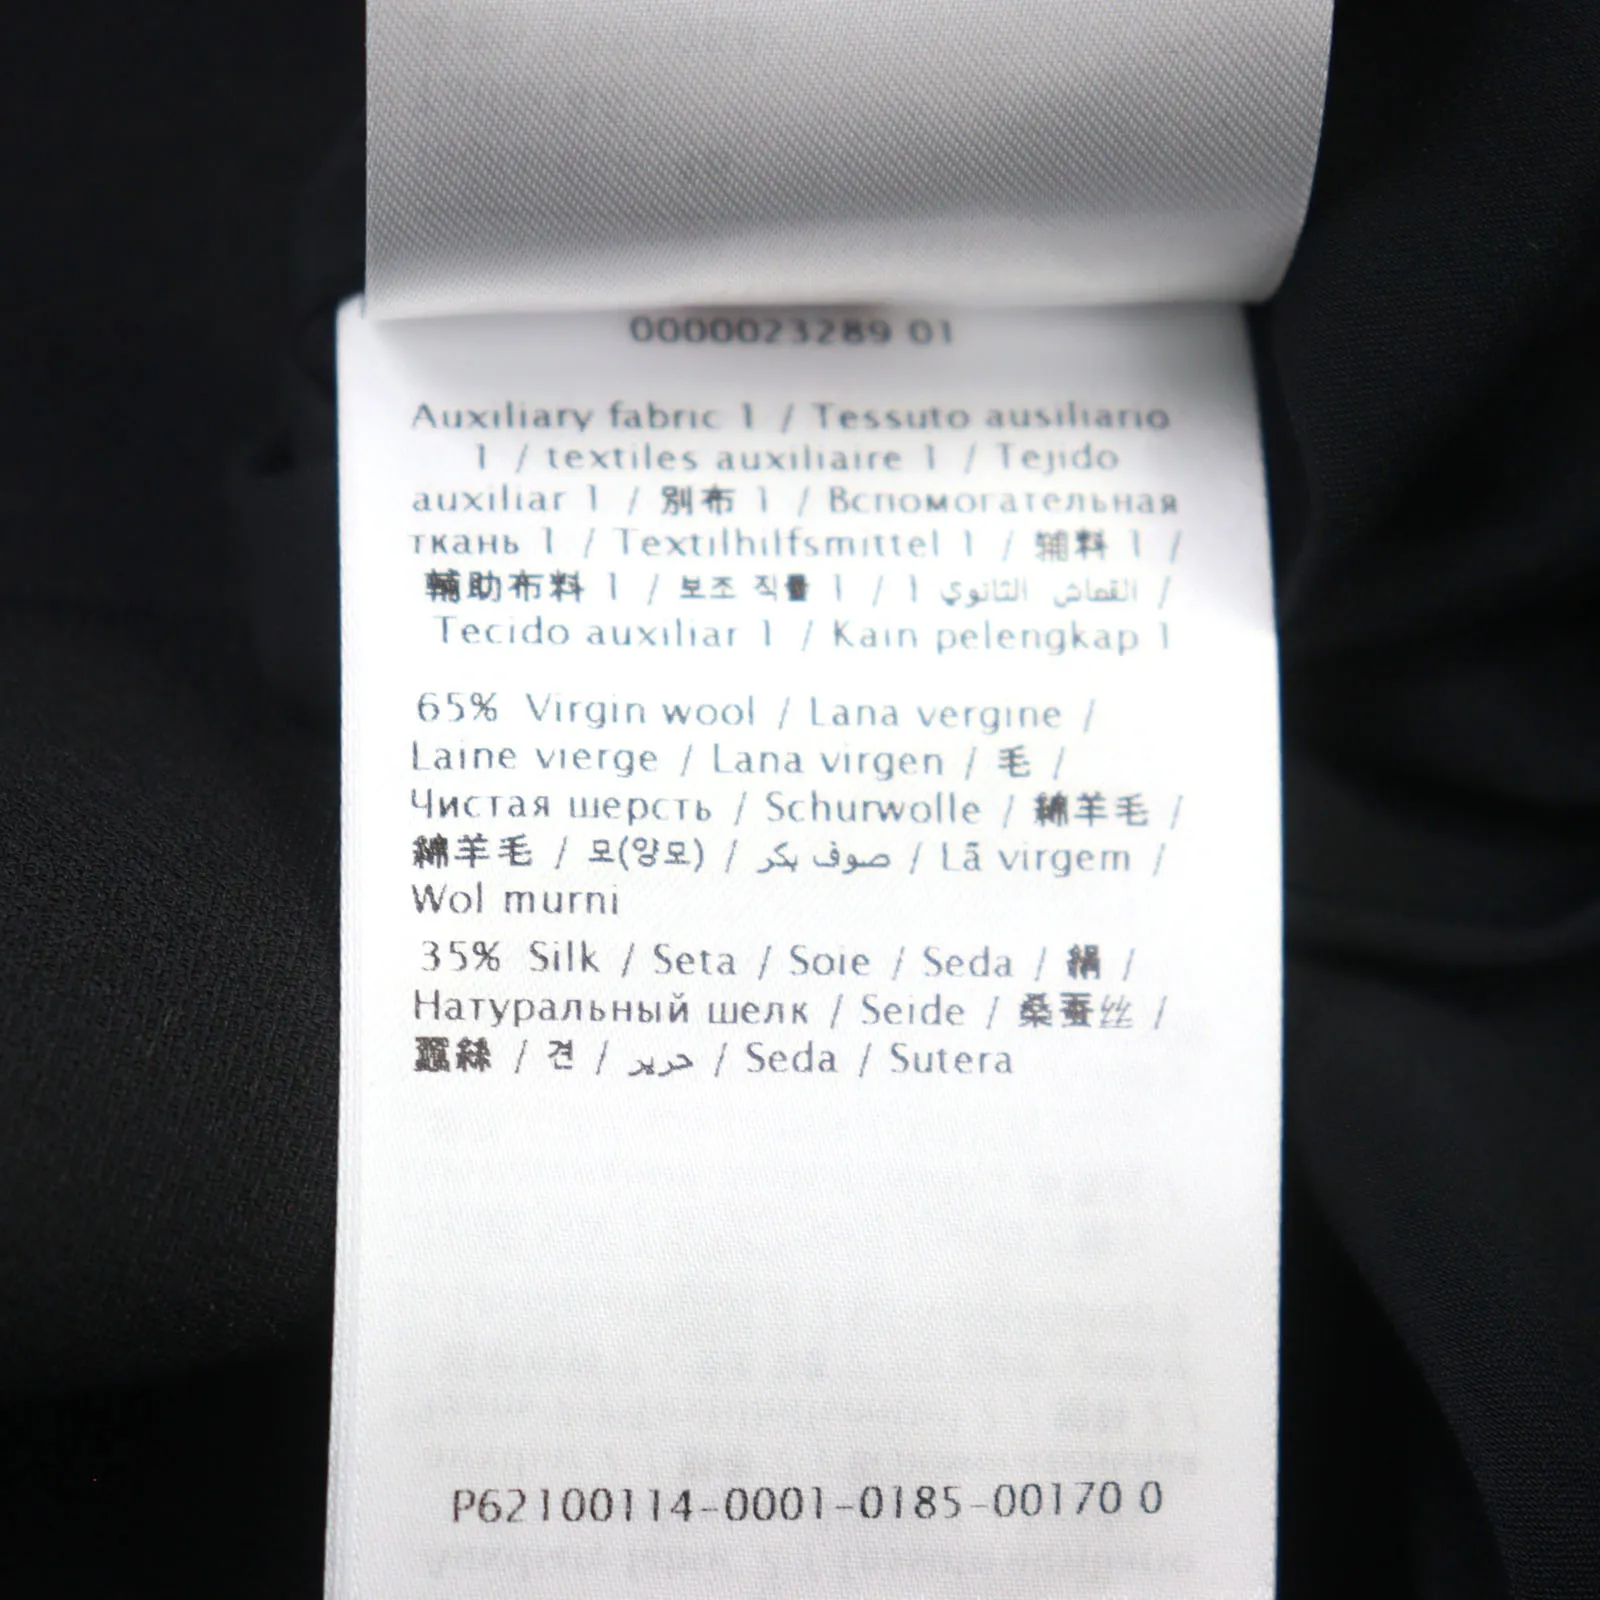 0000023289 01
Auxiliary fabric 1 / Tessuto ausiliario
1 / textiles auxiliaire 1 / Tejido
auxiliar 1 / 別布 1 / Вспомогательная
ткань 1 / Textilhilfsmittel 1 / 辅料 1 /
輔助布料 1 / 보조 직물 1 / 1 القماش الثانوي /
Tecido auxiliar 1 / Kain pelengkap 1
65% Virgin wool / Lana vergine /
Laine vierge / Lana virgen / 毛 /
Чистая шерсть / Schurwolle / 綿羊毛 /
綿羊毛 / 모(양모) / صوف بكر / Lã virgem /
Wol murni
35% Silk / Seta / Soie / Seda / 絹 /
Натуральный шелк / Seide / 桑蚕丝 /
蠶絲 / 견 / حرير / Seda / Sutera
P62100114-0001-0185-00170 0